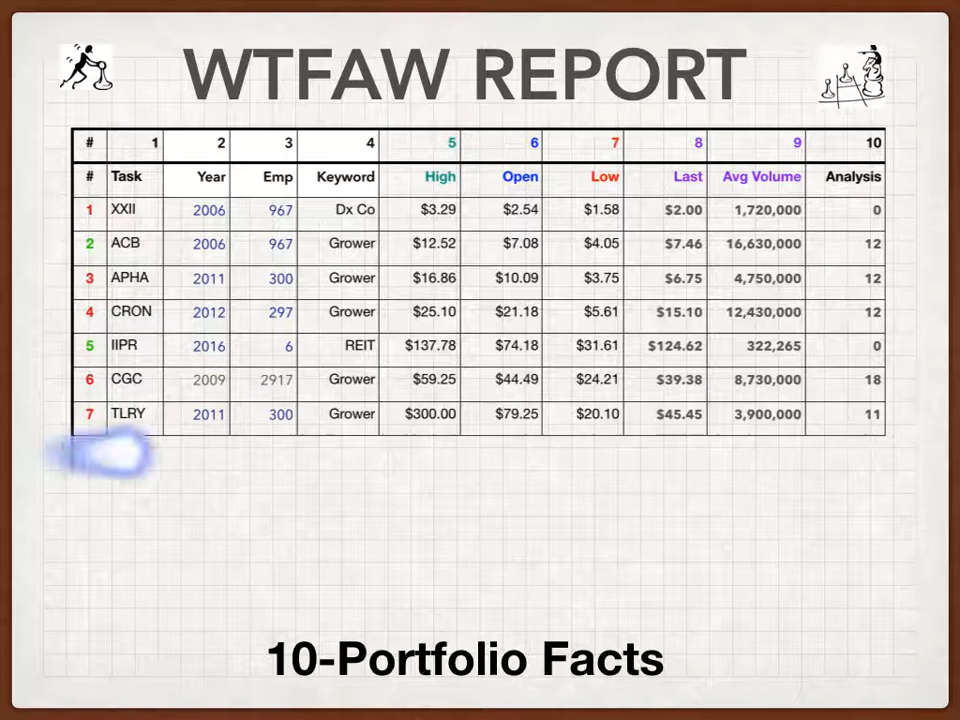 WTFAW REPORT
# 1 2 3 4 5 6 7 8 9 10
# Task Year Emp Keyword High Open Low Last Avg Volume Analysis
1 XXII 2006 967 Dx Co $3.29 $2.54 $1.58 $2.00 1,720,000 0
2 ACB 2006 967 Grower $12.52 $7.08 $4.05 $7.46 16,630,000 12
3 APHA 2011 300 Grower $16.86 $10.09 $3.75 $6.75 4,750,000 12
4 CRON 2012 297 Grower $25.10 $21.18 $5.61 $15.10 12,430,000 12
5 IIPR 2016 6 REIT $137.78 $74.18 $31.61 $124.62 322,265 0
6 CGC 2009 2917 Grower $59.25 $44.49 $24.21 $39.38 8,730,000 18
7 TLRY 2011 300 Grower $300.00 $79.25 $20.10 $45.45 3,900,000 11
10-Portfolio Facts